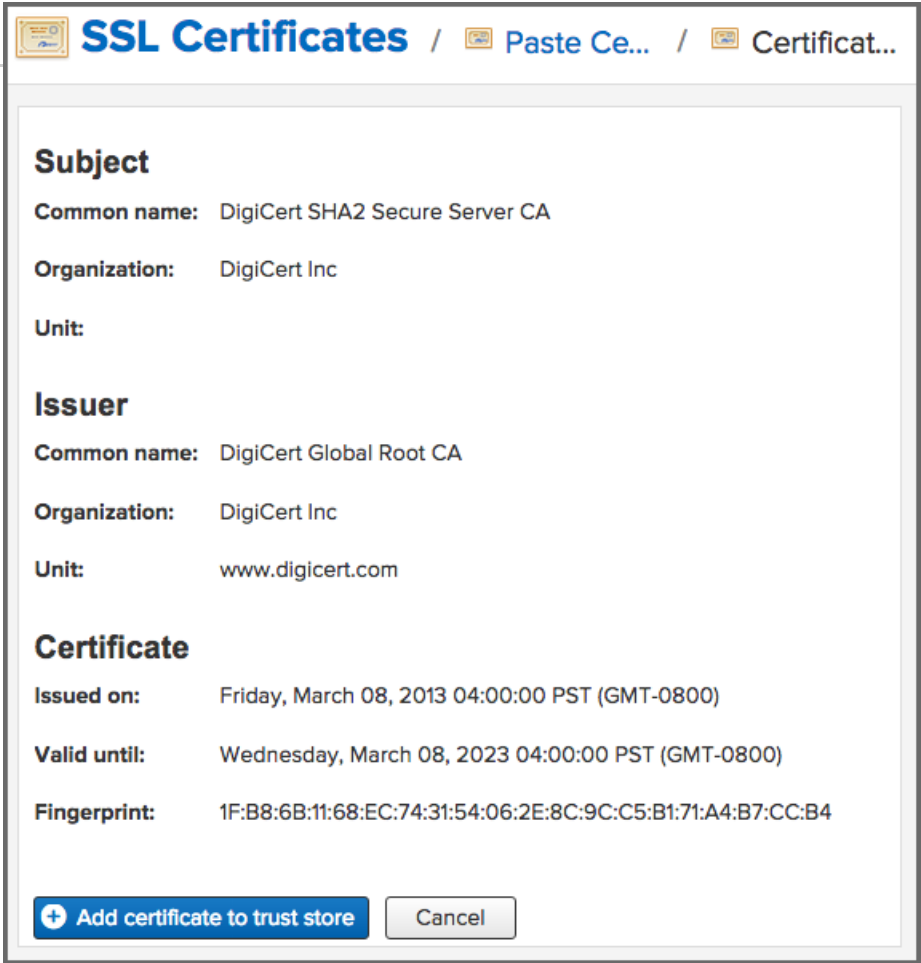 SSL Certificates / Paste Ce... / Certificat...
Subject
Common name: DigiCert SHA2 Secure Server CA
Organization: DigiCert Inc
Unit:
Issuer
Common name: DigiCert Global Root CA
Organization: DigiCert Inc
Unit: www.digicert.com
Certificate
Issued on: Friday, March 08, 2013 04:00:00 PST (GMT-0800)
Valid until: Wednesday, March 08, 2023 04:00:00 PST (GMT-0800)
Fingerprint: 1F:B8:6B:11:68:EC:74:31:54:06:2E:8C:9C:C5:B1:71:A4:B7:CC:B4
Add certificate to trust store Cancel